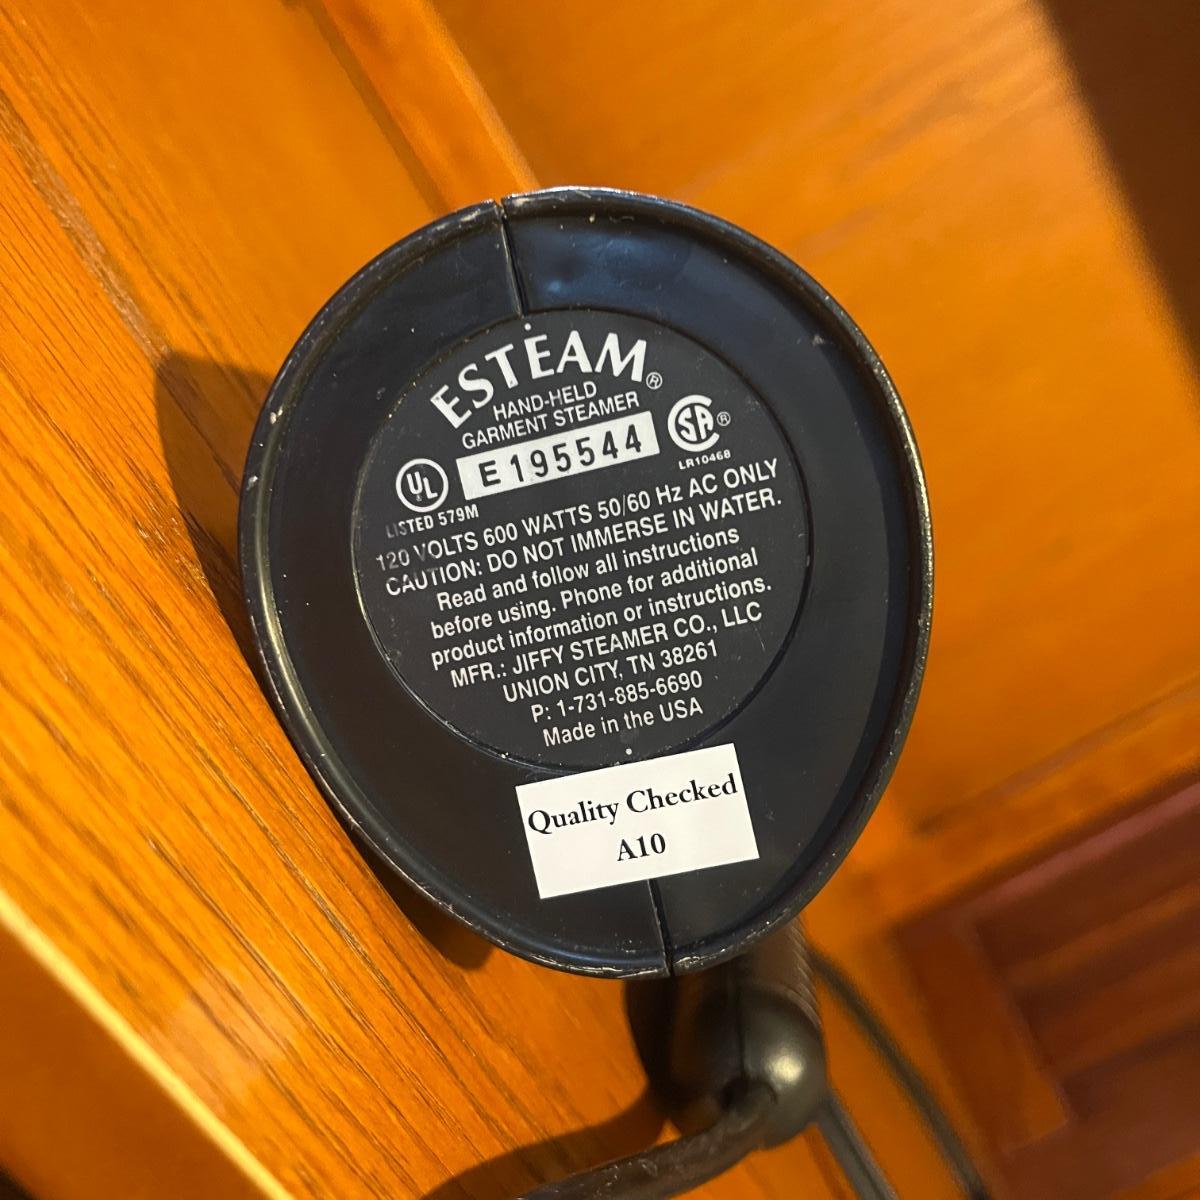 ESTEAM®
HAND-HELD
GARMENT STEAMER
E195544
UL
LISTED 579M
SA®
LR10468
120 VOLTS 600 WATTS 50/60 Hz AC ONLY
CAUTION: DO NOT IMMERSE IN WATER.
Read and follow all instructions
before using. Phone for additional
product information or instructions.
MFR.: JIFFY STEAMER CO., LLC
UNION CITY, TN 38261
P: 1-731-885-6690
Made in the USA
Quality Checked
A10